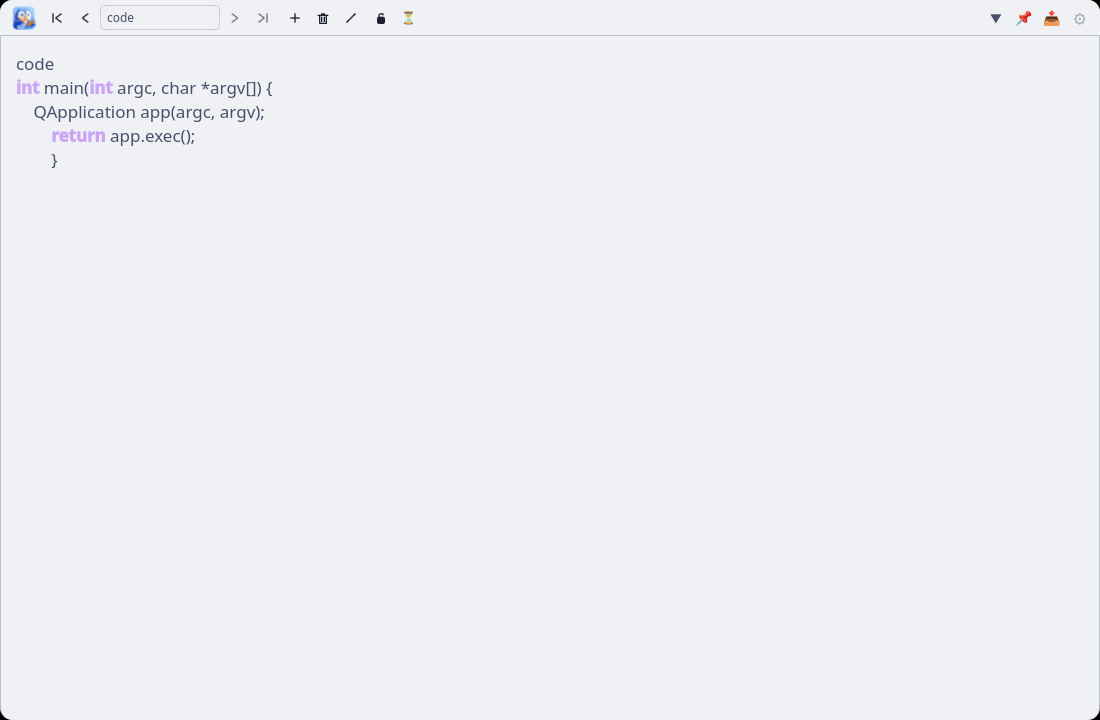 code
code
int main(int argc, char *argv[]) {
    QApplication app(argc, argv);
        return app.exec();
        }